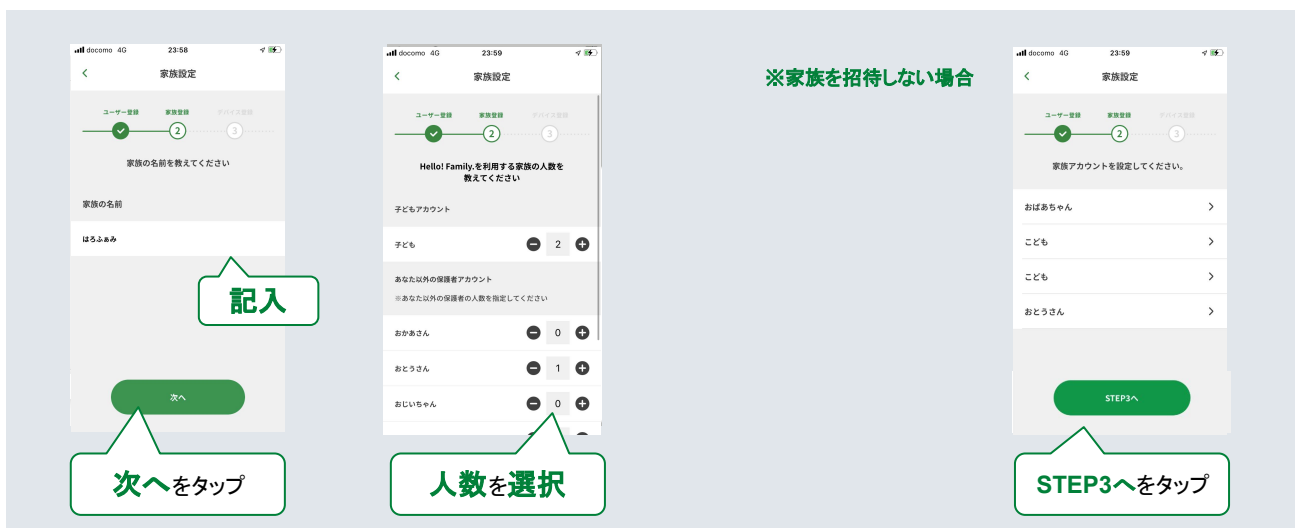 docomo 4G 23:58
家族設定
ユーザー登録 家族登録 デバイス登録
2 3
家族の名前を教えてください
家族の名前
はろふぁみ
記入
次へ
次へをタップ
docomo 4G 23:59
家族設定
ユーザー登録 家族登録 デバイス登録
2 3
Hello! Family.を利用する家族の人数を
教えてください
子どもアカウント
子ども 2
あなた以外の保護者アカウント
※あなた以外の保護者の人数を指定してください
おかあさん 0
おとうさん 1
おじいちゃん 0
人数を選択
※家族を招待しない場合
docomo 4G 23:59
家族設定
ユーザー登録 家族登録 デバイス登録
2 3
家族アカウントを設定してください。
おばあちゃん
こども
こども
おとうさん
STEP3へ
STEP3へをタップ